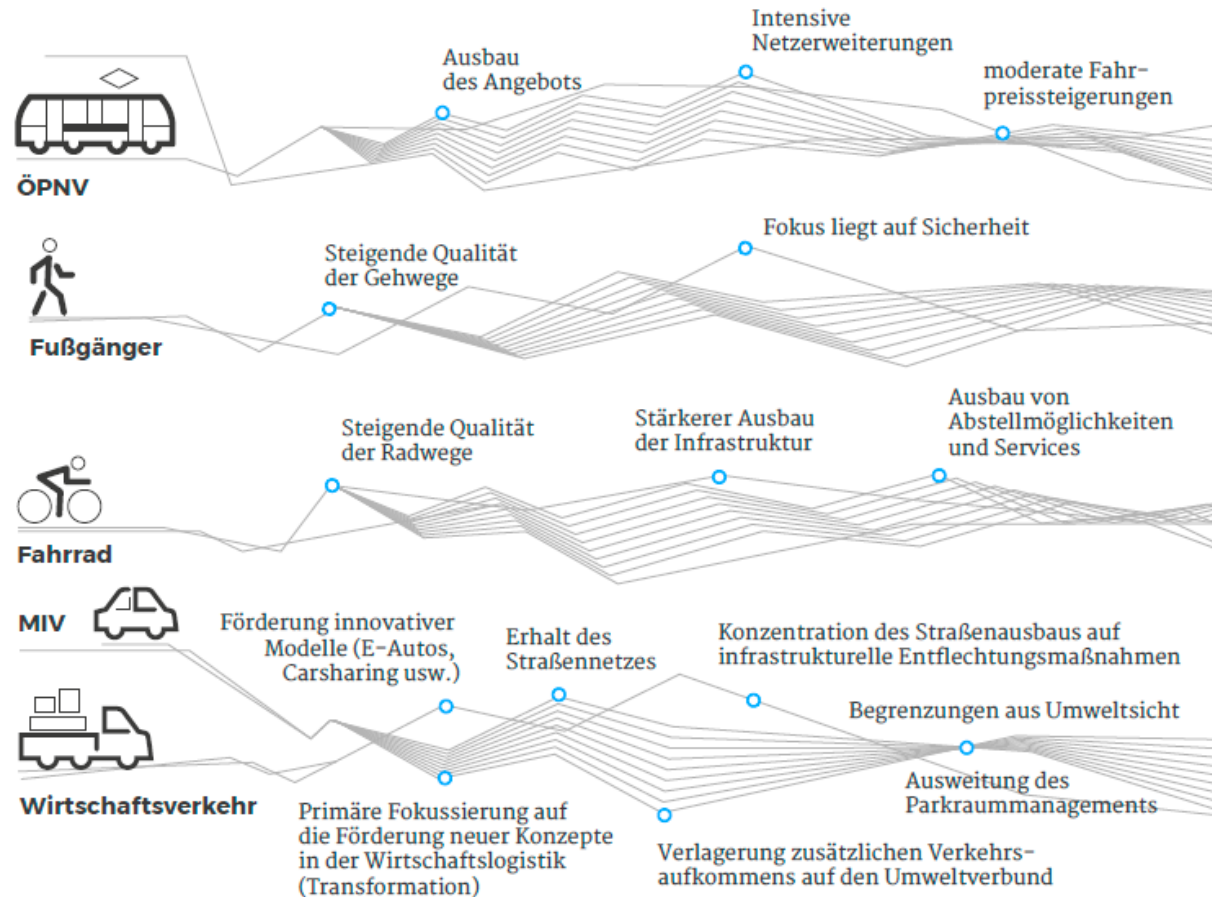 Ausbau
des Angebots
Intensive
Netzerweiterungen
moderate Fahr-
preissteigerungen
ÖPNV
Steigende Qualität
der Gehwege
Fokus liegt auf Sicherheit
Fußgänger
Steigende Qualität
der Radwege
Stärkerer Ausbau
der Infrastruktur
Ausbau von
Abstellmöglichkeiten
und Services
Fahrrad
MIV
Förderung innovativer
Modelle (E-Autos,
Carsharing usw.)
Erhalt des
Straßennetzes
Konzentration des Straßenausbaus auf
infrastrukturelle Entflechtungsmaßnahmen
Begrenzungen aus Umweltsicht
Ausweitung des
Parkraummanagements
Wirtschaftsverkehr
Primäre Fokussierung auf
die Förderung neuer Konzepte
in der Wirtschaftslogistik
(Transformation)
Verlagerung zusätzlichen Verkehrs-
aufkommens auf den Umweltverbund